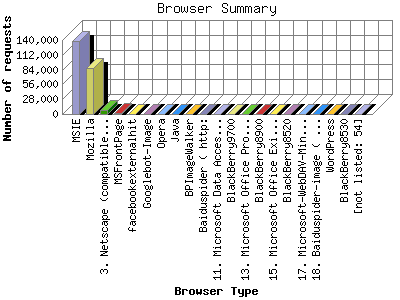 Browser Summary
Number of requests
140,000
112,000
84,000
56,000
28,000
0
MSIE
Mozilla
3. Netscape (compatible...
MSFrontPage
facebookexternalhit
Googlebot-Image
Opera
Java
BPImageWalker
Baiduspider ( http:
11. Microsoft Data Acces...
BlackBerry9700
13. Microsoft Office Pro...
BlackBerry8900
15. Microsoft Office Exi...
BlackBerry8520
17. Microsoft-WebDAV-Min...
18. Baiduspider-image ( ...
WordPress
BlackBerry8530
[not listed: 54]
Browser Type